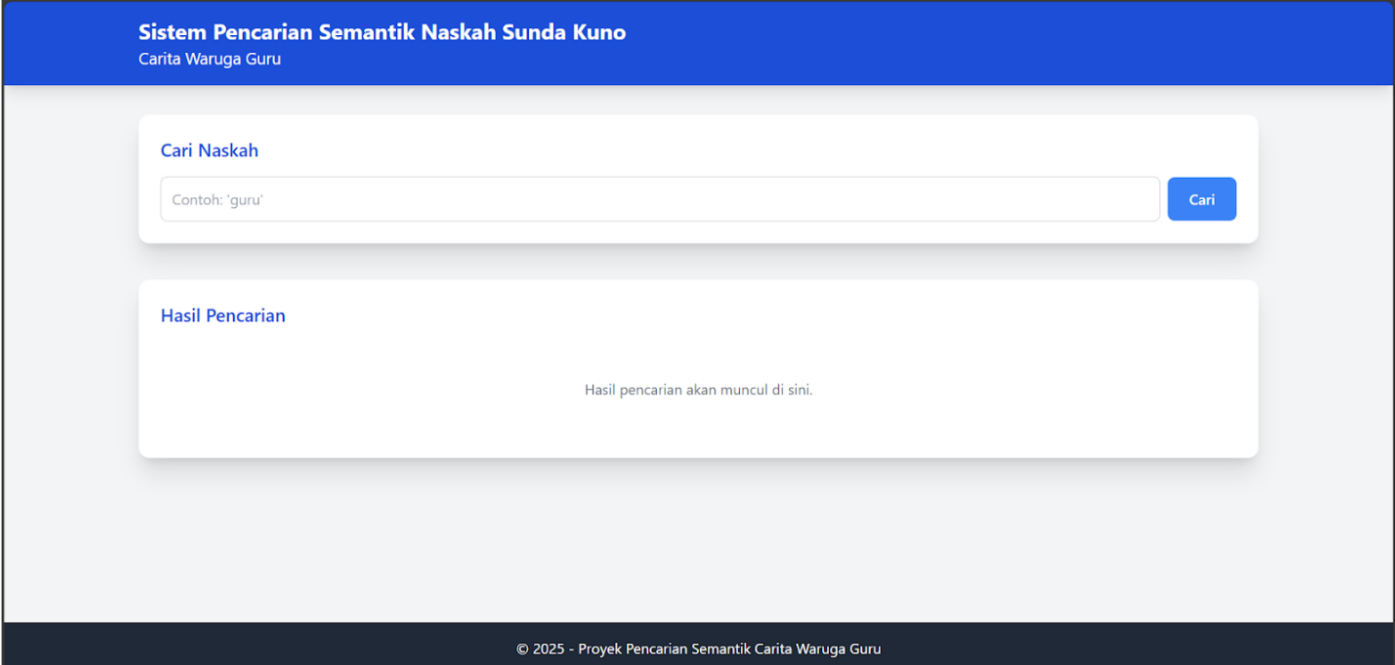 Sistem Pencarian Semantik Naskah Sunda Kuno
Carita Waruga Guru
Cari Naskah
Contoh: 'guru'
Cari
Hasil Pencarian
Hasil pencarian akan muncul di sini.
© 2025 - Proyek Pencarian Semantik Carita Waruga Guru